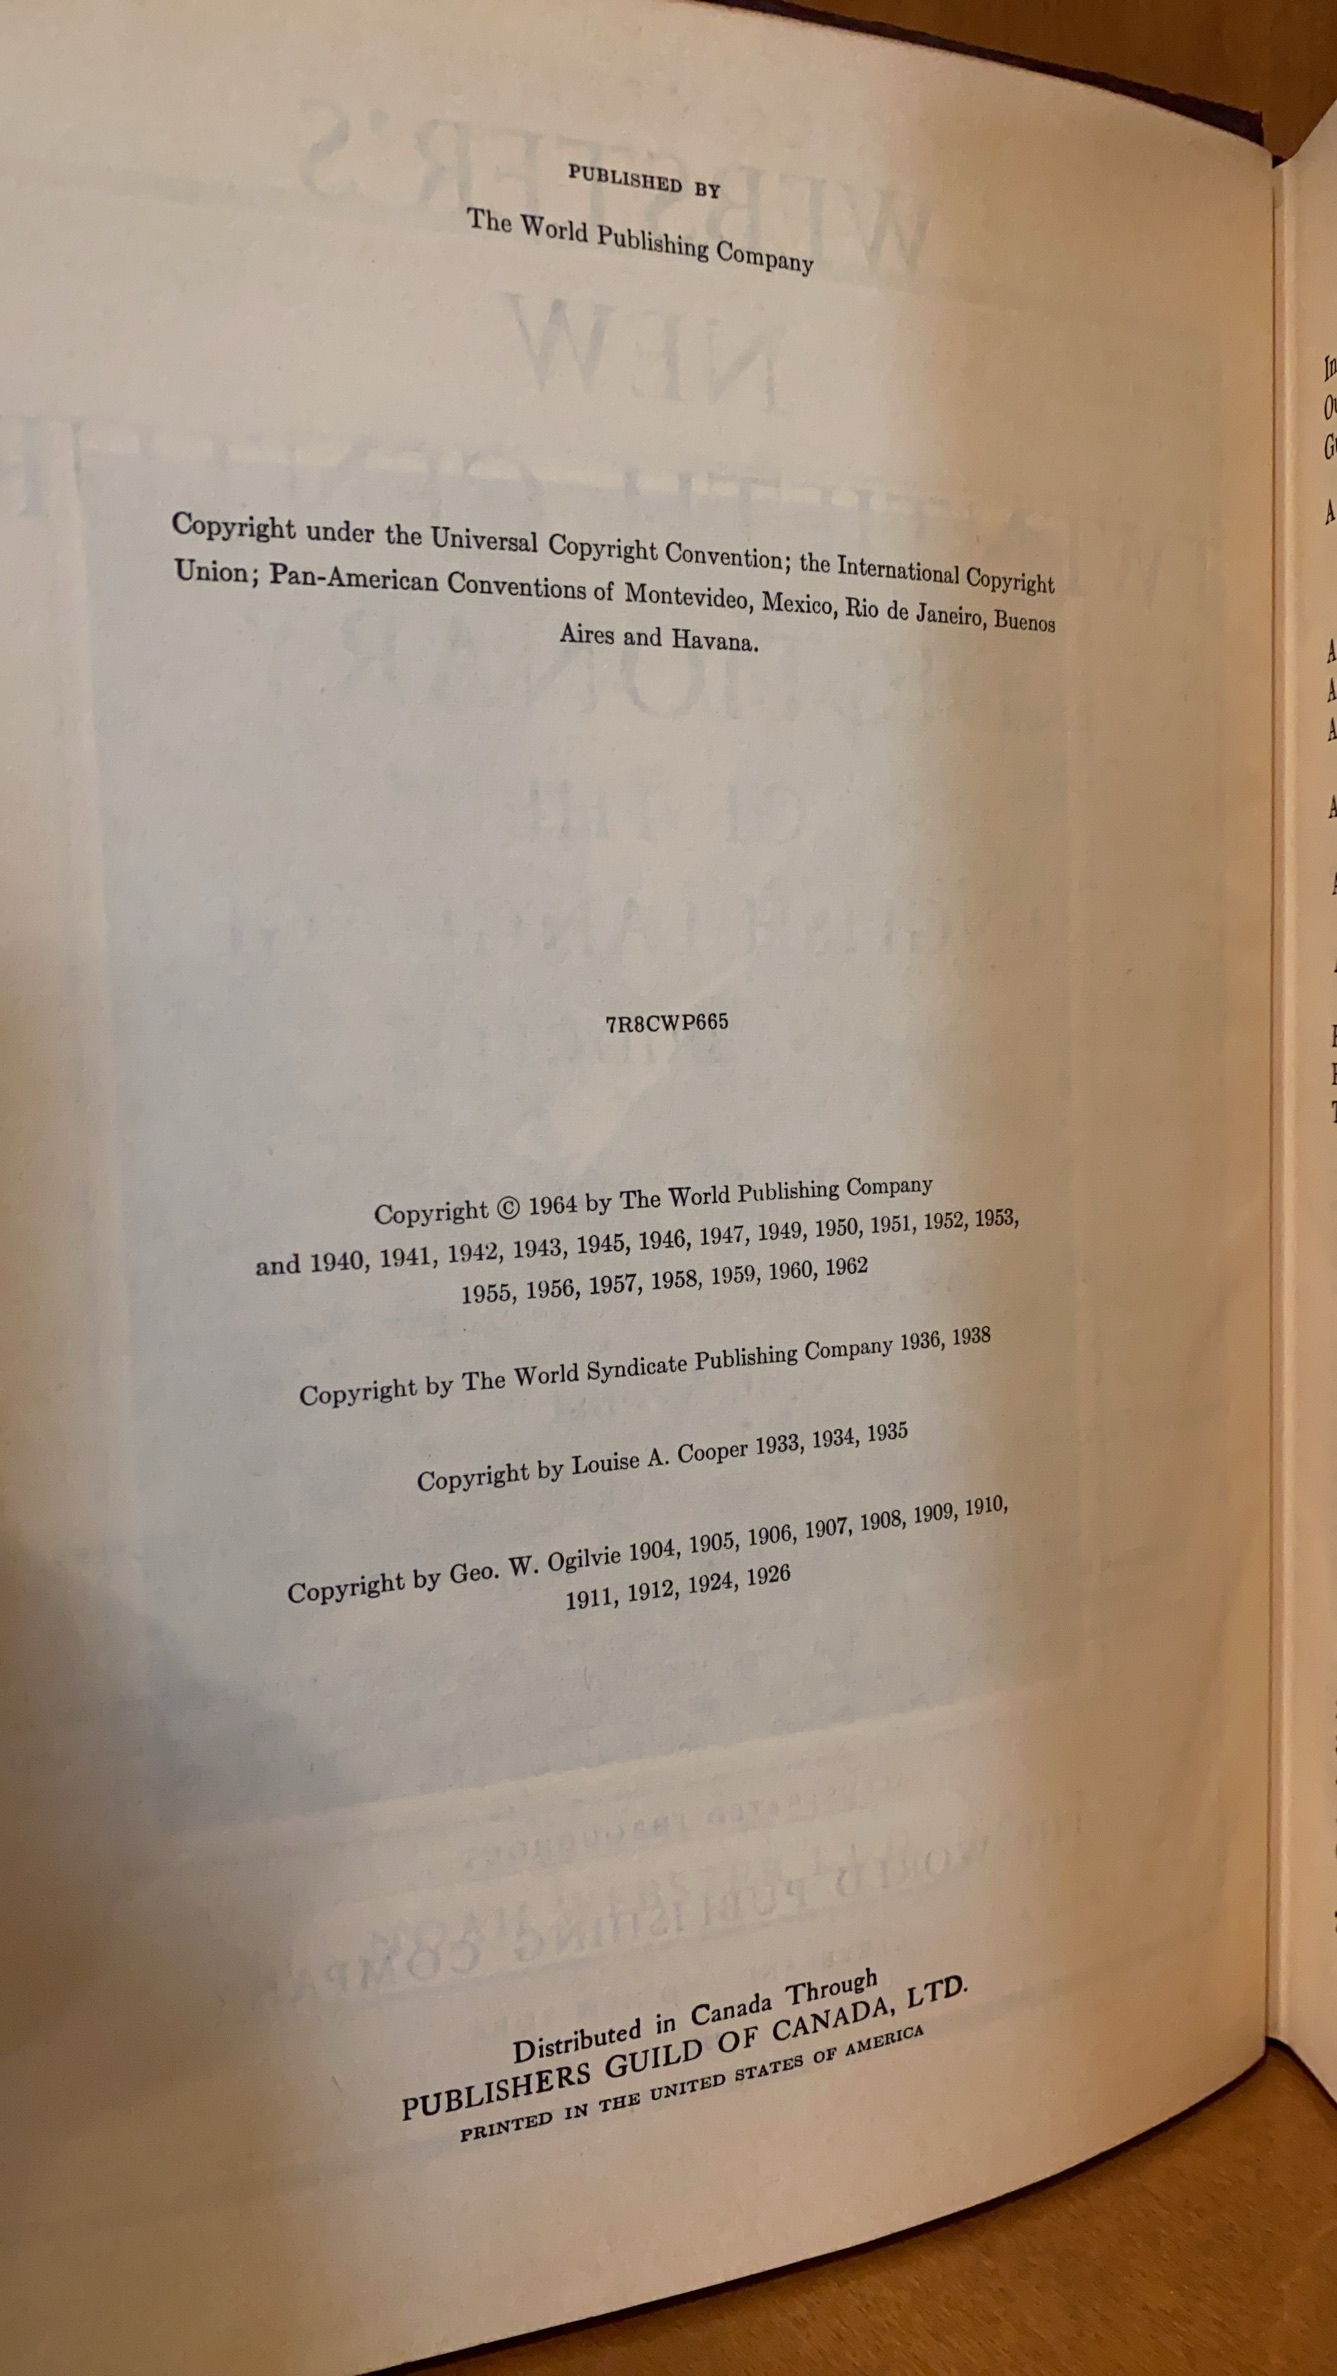 PUBLISHED BY
The World Publishing Company
Copyright under the Universal Copyright Convention; the International Copyright
Union; Pan-American Conventions of Montevideo, Mexico, Rio de Janeiro, Buenos
Aires and Havana.
7R8CWP665
Copyright © 1964 by The World Publishing Company
and 1940, 1941, 1942, 1943, 1945, 1946, 1947, 1949, 1950, 1951, 1952, 1953,
1955, 1956, 1957, 1958, 1959, 1960, 1962
Copyright by The World Syndicate Publishing Company 1936, 1938
Copyright by Louise A. Cooper 1933, 1934, 1935
Copyright by Geo. W. Ogilvie 1904, 1905, 1906, 1907, 1908, 1909, 1910,
1911, 1912, 1924, 1926
Distributed in Canada Through
PUBLISHERS GUILD OF CANADA, LTD.
PRINTED IN THE UNITED STATES OF AMERICA